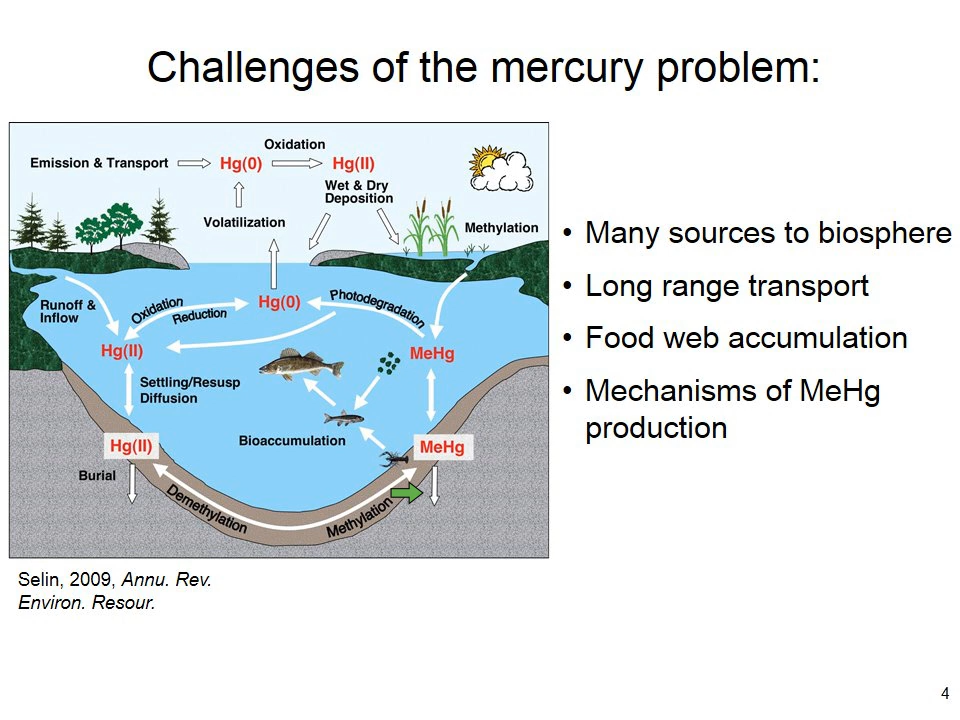 Challenges of the mercury problem:
Oxidation
Emission & Transport
Hg(0)
Hg(II)
Wet & Dry
Deposition
Volatilization
Methylation
Runoff &
Inflow
Oxidation
Reduction
Hg(0)
Photodegradation
Hg(II)
MeHg
Settling/Resusp
Diffusion
Bioaccumulation
Hg(II)
MeHg
Burial
Demethylation
Methylation
• Many sources to biosphere
• Long range transport
• Food web accumulation
• Mechanisms of MeHg
production
Selin, 2009, Annu. Rev.
Environ. Resour.
4